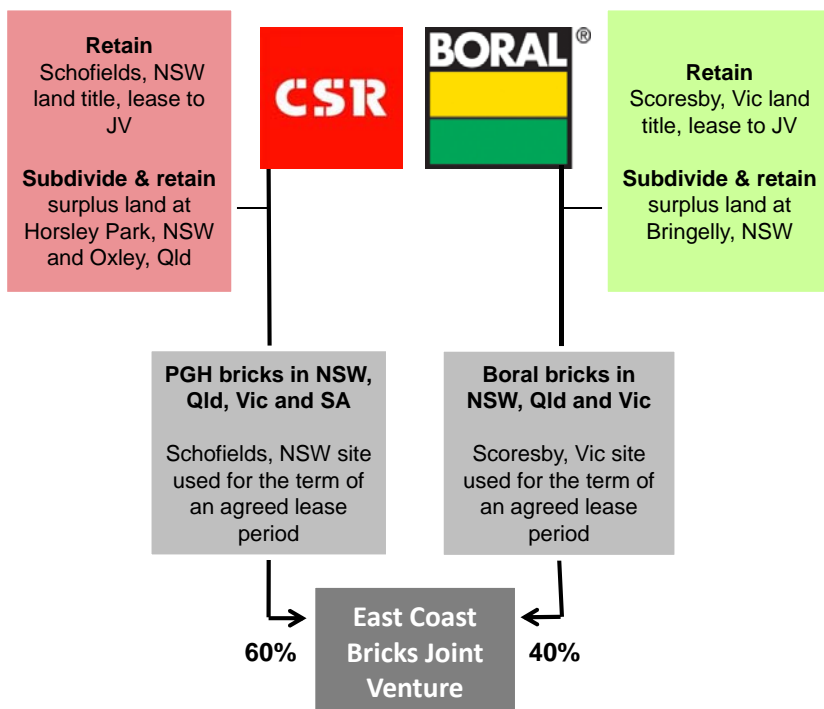 Retain
Schofields, NSW
land title, lease to
JV
Subdivide & retain
surplus land at
Horsley Park, NSW
and Oxley, Qld
CSR
BORAL®
Retain
Scoresby, Vic land
title, lease to JV
Subdivide & retain
surplus land at
Bringelly, NSW
PGH bricks in NSW,
Qld, Vic and SA
Schofields, NSW site
used for the term of
an agreed lease
period
Boral bricks in
NSW, Qld and Vic
Scoresby, Vic site
used for the term of
an agreed lease
period
60%
East Coast
Bricks Joint
Venture
40%